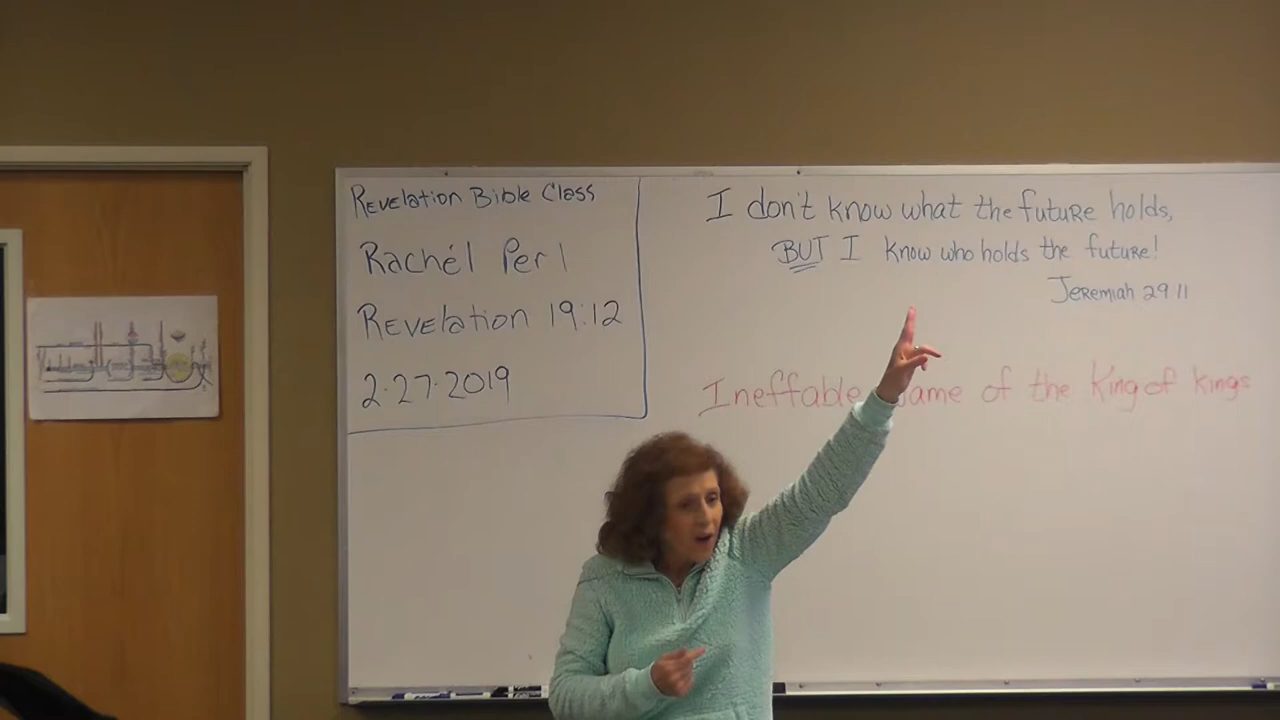 Revelation Bible Class
Rachél Perl
Revelation 19:12
2.27.2019
I don't know what the future holds,
BUT I know who holds the future!
Jeremiah 29 11
Ineffable ame of the King of kings